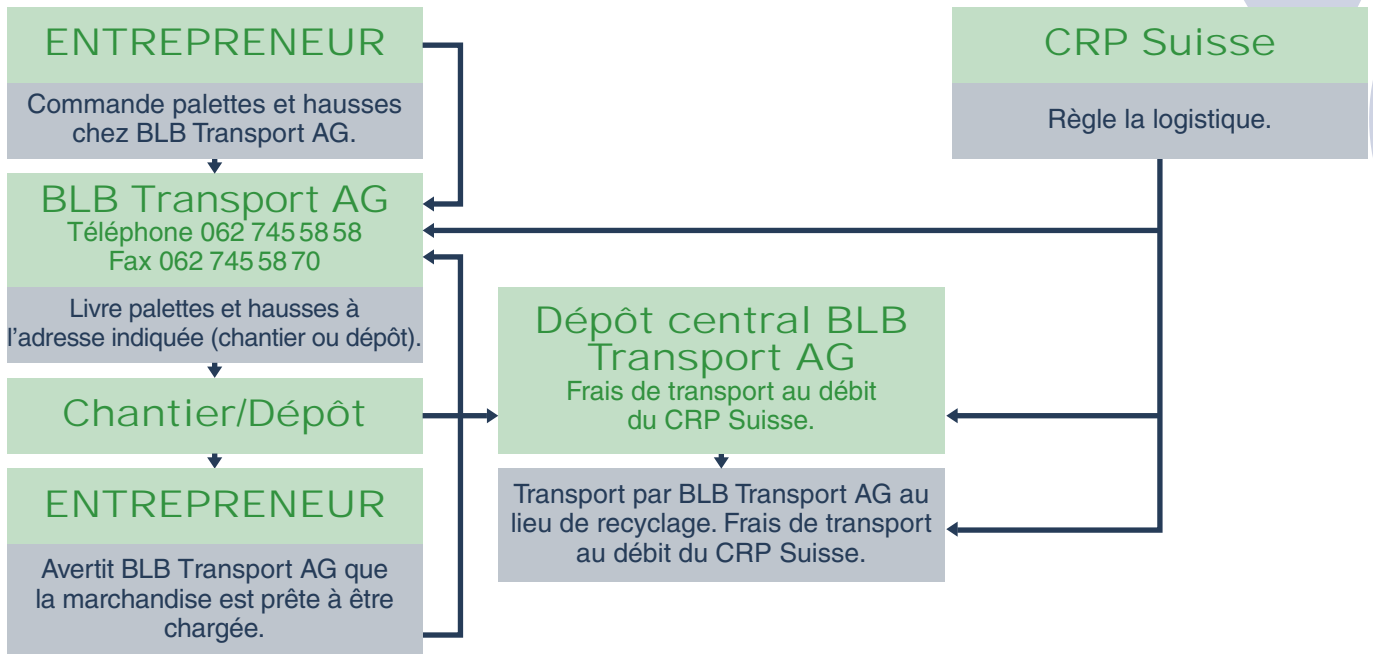 ENTREPRENEUR
Commande palettes et hausses
chez BLB Transport AG.
BLB Transport AG
Téléphone 062 745 58 58
Fax 062 745 58 70
Livre palettes et hausses à
l'adresse indiquée (chantier ou dépôt).
Chantier/Dépôt
ENTREPRENEUR
Avertit BLB Transport AG que
la marchandise est prête à être
chargée.
Dépôt central BLB
Transport AG
Frais de transport au débit
du CRP Suisse.
Transport par BLB Transport AG au
lieu de recyclage. Frais de transport
au débit du CRP Suisse.
CRP Suisse
Règle la logistique.